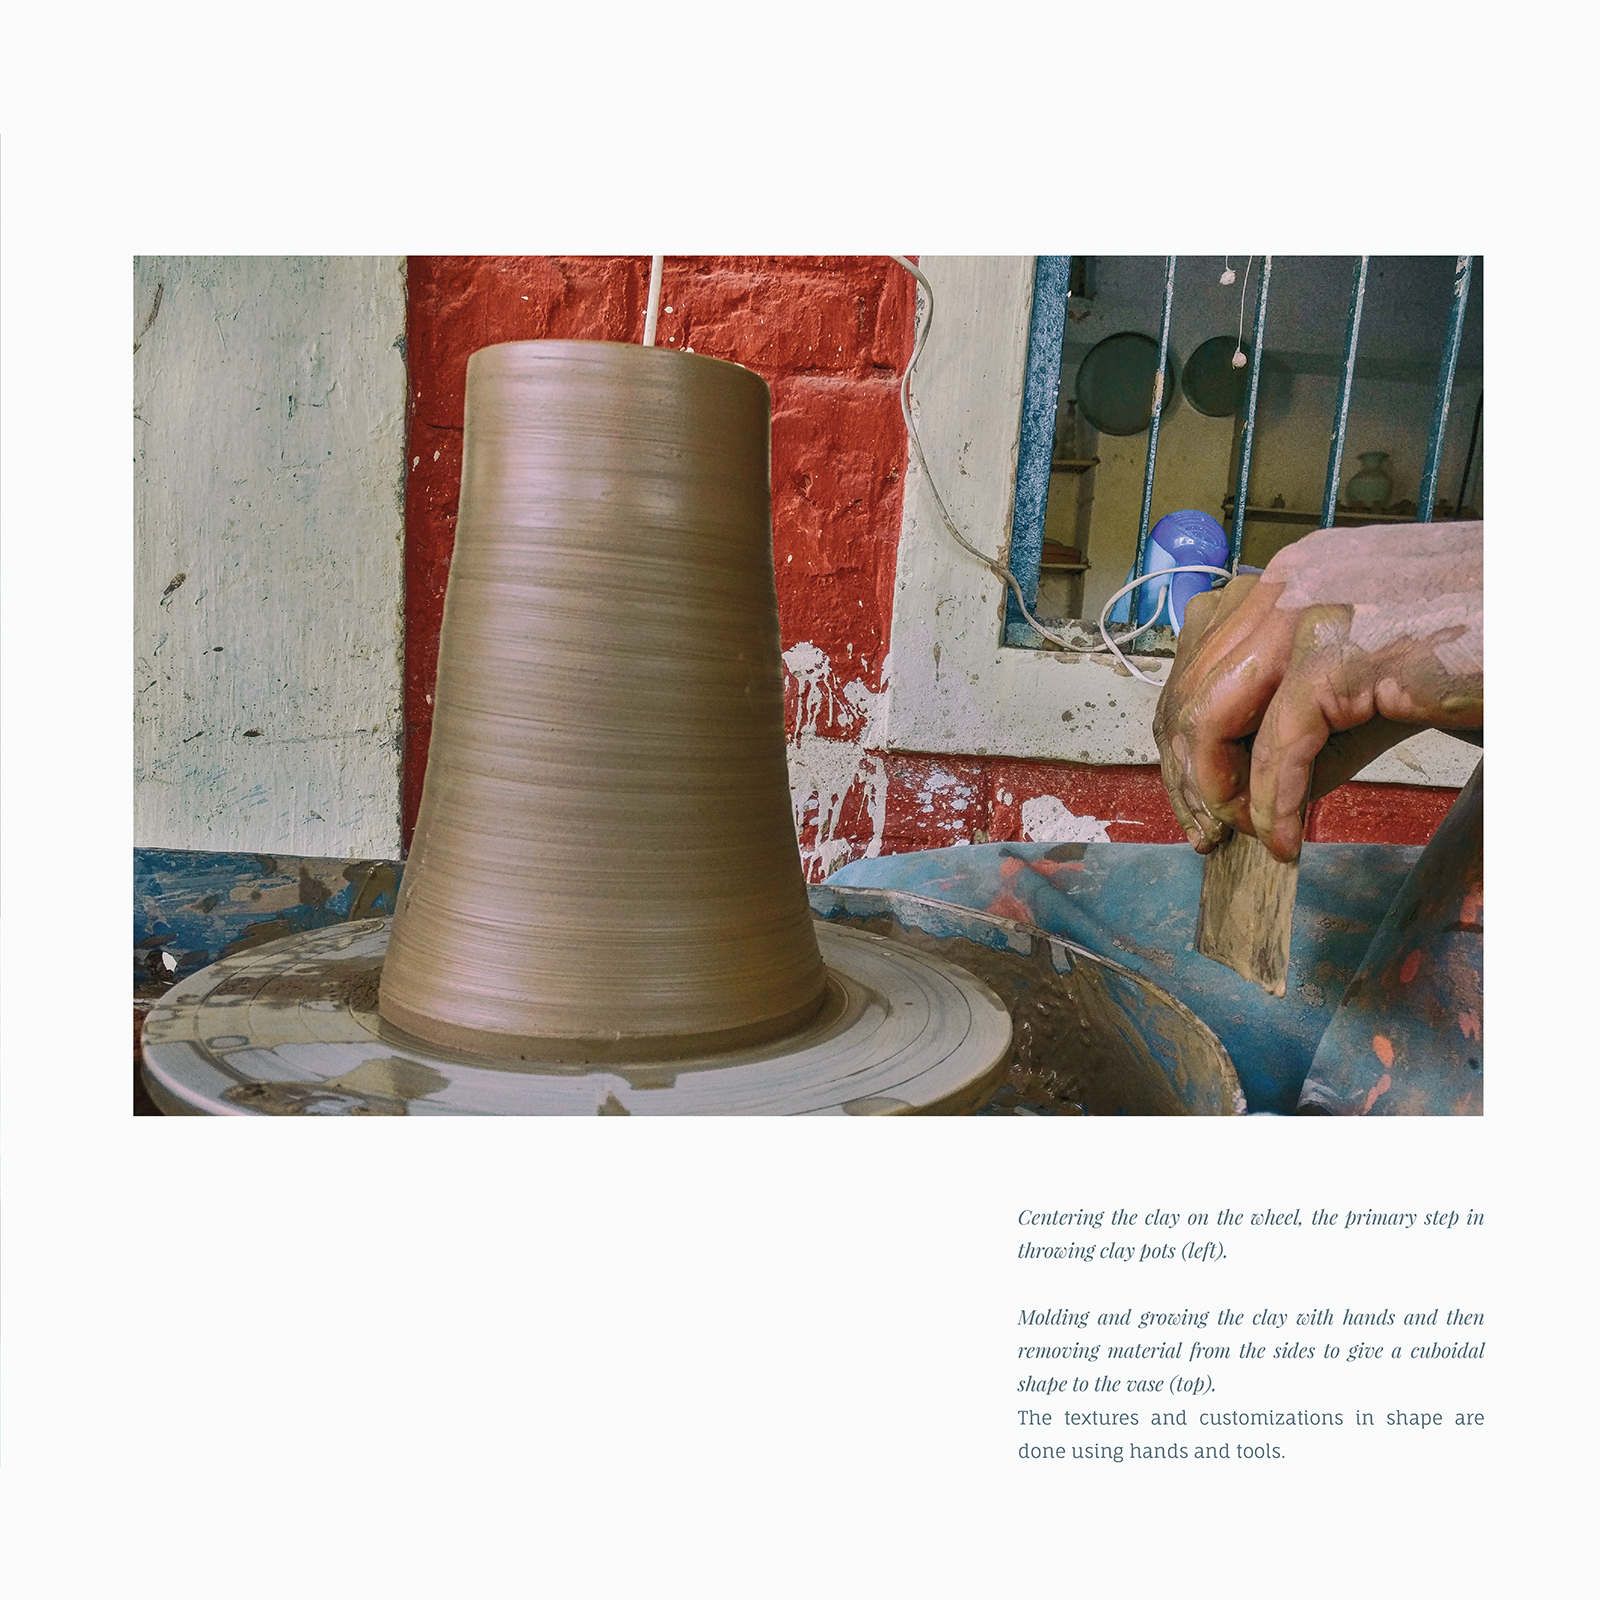 Centering the clay on the wheel, the primary step in
throwing clay pots (left).
Molding and growing the clay with hands and then
removing material from the sides to give a cuboidal
shape to the vase (top).
The textures and customizations in shape are
done using hands and tools.